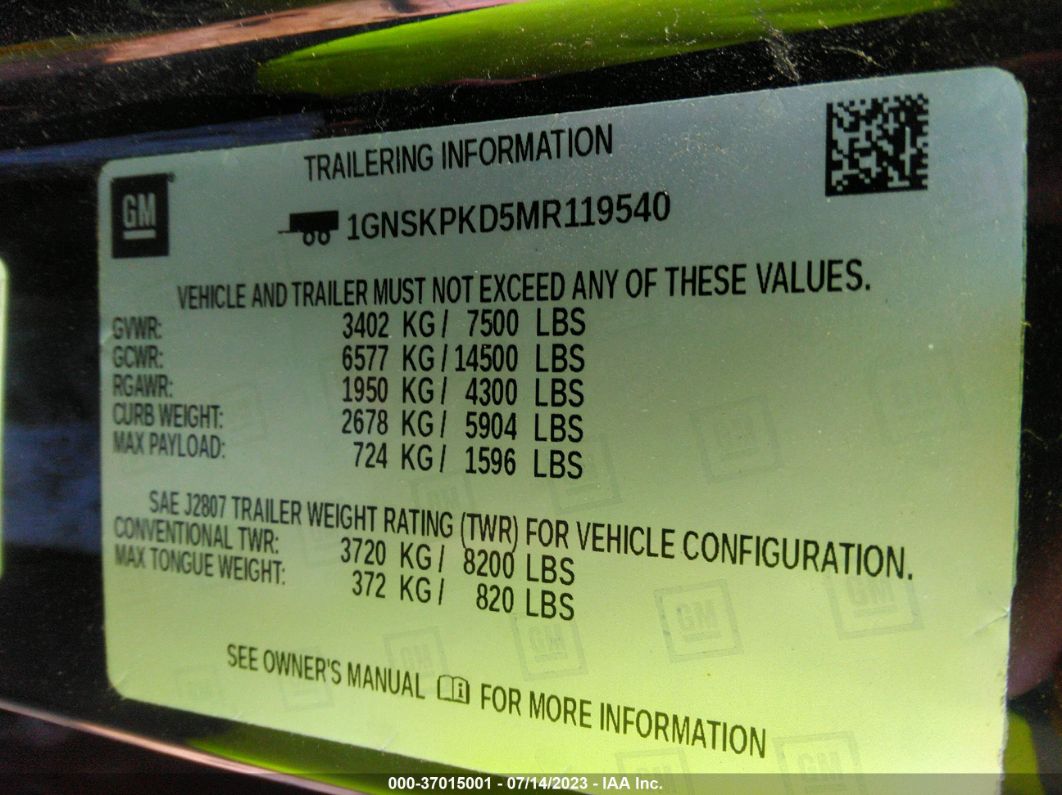 TRAILERING INFORMATION
GM
1GNSKPKD5MR119540
VEHICLE AND TRAILER MUST NOT EXCEED ANY OF THESE VALUES.
GVWR: 3402 KG / 7500 LBS
GCWR: 6577 KG / 14500 LBS
RGAWR: 1950 KG / 4300 LBS
CURB WEIGHT: 2678 KG / 5904 LBS
MAX PAYLOAD: 724 KG / 1596 LBS
SAE J2807 TRAILER WEIGHT RATING (TWR) FOR VEHICLE CONFIGURATION.
CONVENTIONAL TWR: 3720 KG / 8200 LBS
MAX TONGUE WEIGHT: 372 KG / 820 LBS
SEE OWNER'S MANUAL FOR MORE INFORMATION
000-37015001 - 07/14/2023 - IAA Inc.